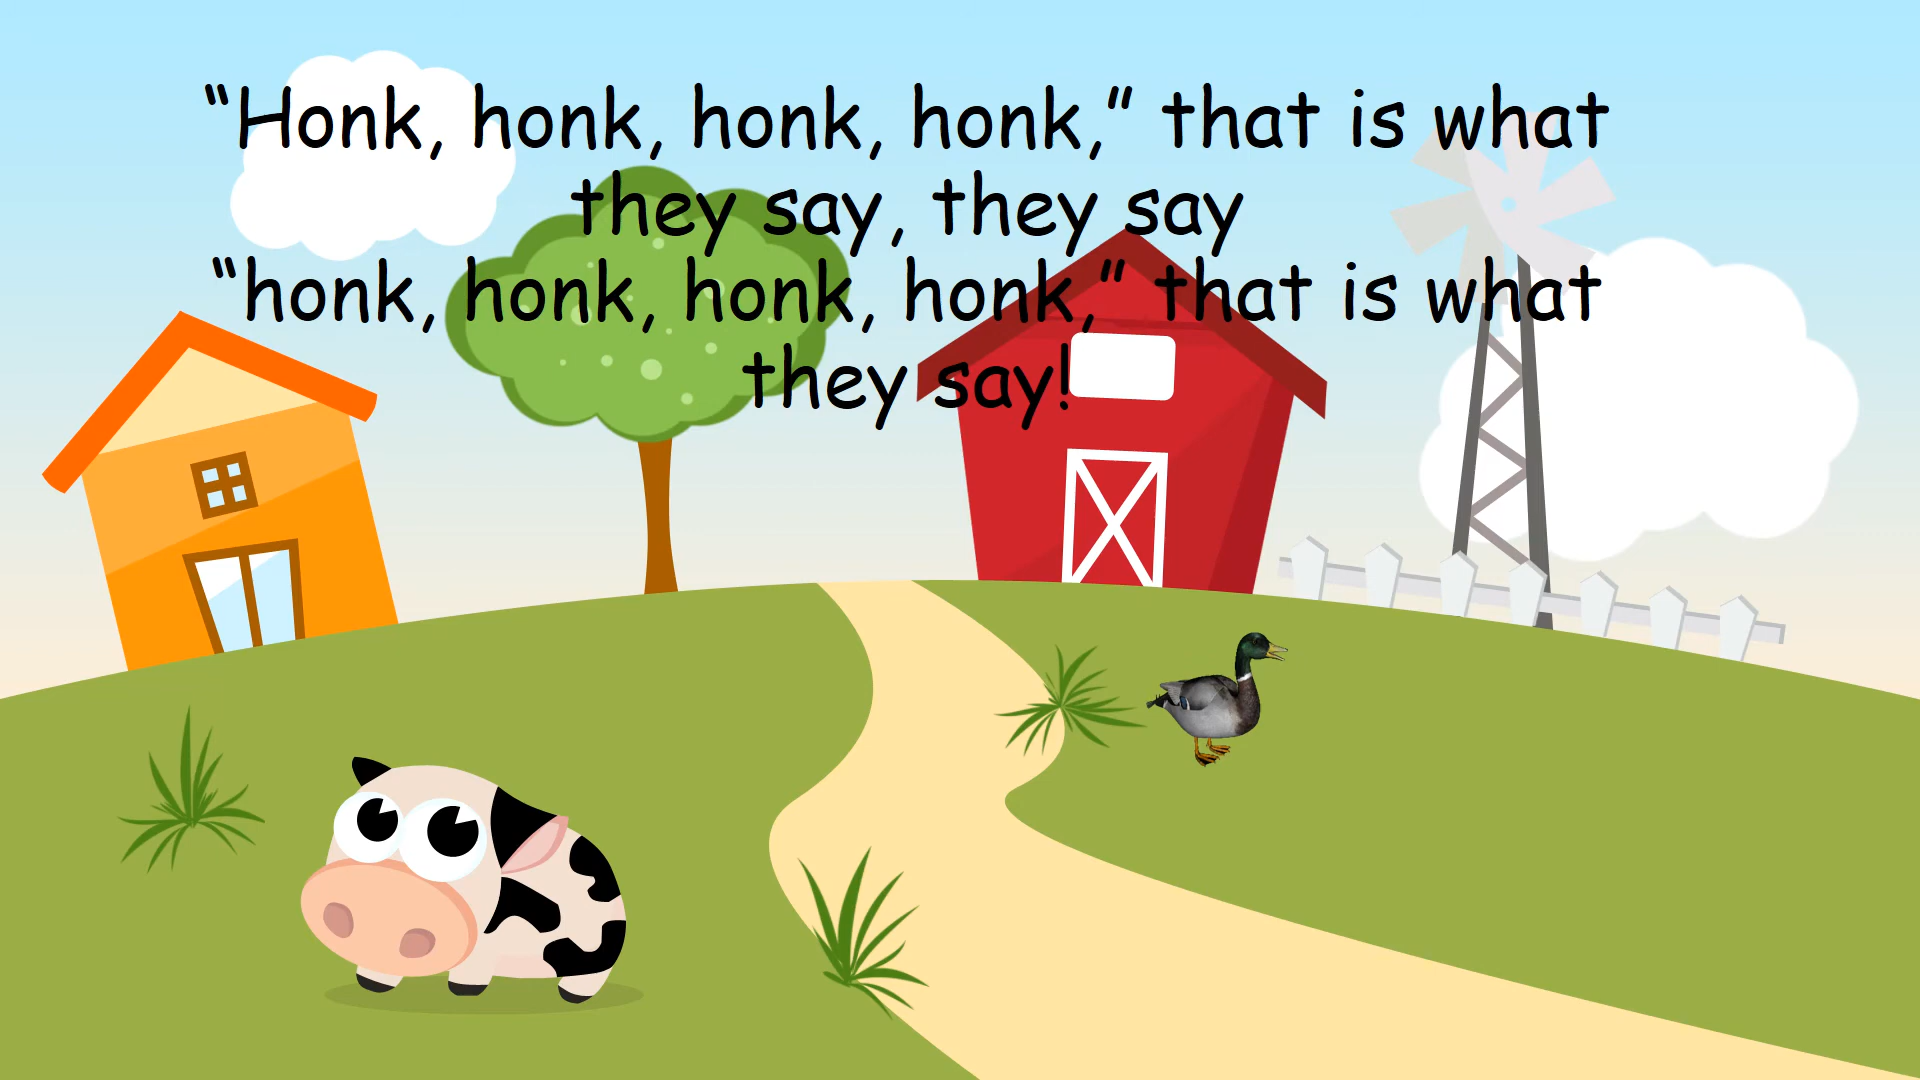 “Honk, honk, honk, honk,” that is what
they say, they say
“honk, honk, honk, honk,” that is what
they say!